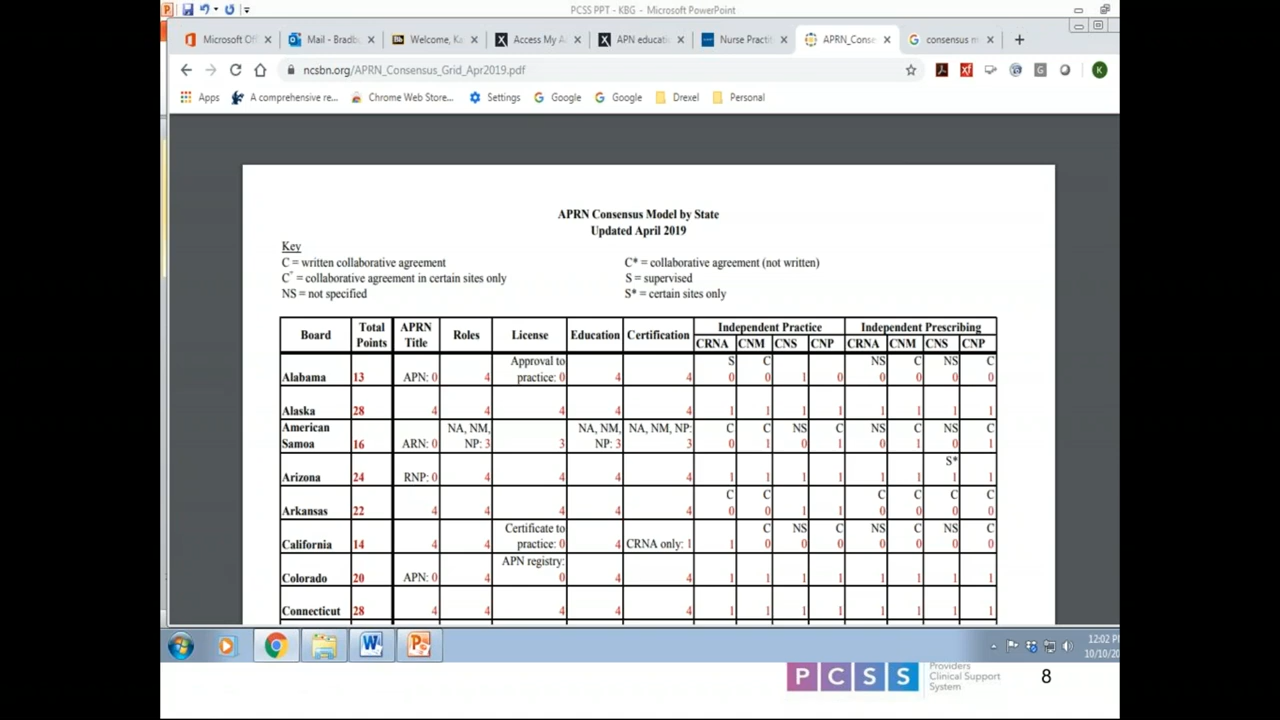 PCSS PPT - KBG - Microsoft PowerPoint
Microsoft Of
Mail - Bradb
Welcome, Ka
Access My A
APN educati
Nurse Practi
APRN_Conse
consensus m
ncsbn.org/APRN_Consensus_Grid_Apr2019.pdf
K
Apps
A comprehensive re...
Chrome Web Store...
Settings
Google
Google
Drexel
Personal
APRN Consensus Model by State
Updated April 2019
Key
C = written collaborative agreement
C* = collaborative agreement (not written)
C^ = collaborative agreement in certain sites only
S = supervised
NS = not specified
S* = certain sites only
Board Total Points APRN Title Roles License Education Certification Independent Practice Independent Prescribing
CRNA CNM CNS CNP CRNA CNM CNS CNP
Approval to S C NS C NS C
Alabama 13 APN: 0 4 practice: 0 4 4 0 0 1 0 0 0 0 0
Alaska 28 4 4 4 4 4 1 1 1 1 1 1 1 1
American NA, NM, NA, NM, NA, NM, NP: C C NS C NS C NS C
Samoa 16 ARN: 0 NP: 3 3 NP: 3 3 0 1 0 1 0 1 0 1
S*
Arizona 24 RNP: 0 4 4 4 4 1 1 1 1 1 1 1 1
C C C C C C
Arkansas 22 4 4 4 4 4 0 0 1 1 0 0 0 0
Certificate to C NS C NS C NS C
California 14 4 4 practice: 0 4 CRNA only: 1 1 0 0 0 0 0 0 0
APN registry:
Colorado 20 APN: 0 4 0 4 4 1 1 1 1 1 1 1 1
Connecticut 28 4 4 4 4 4 1 1 1 1 1 1 1 1
12:02 P
10/10/20
PCSS
Providers
Clinical Support
System
8